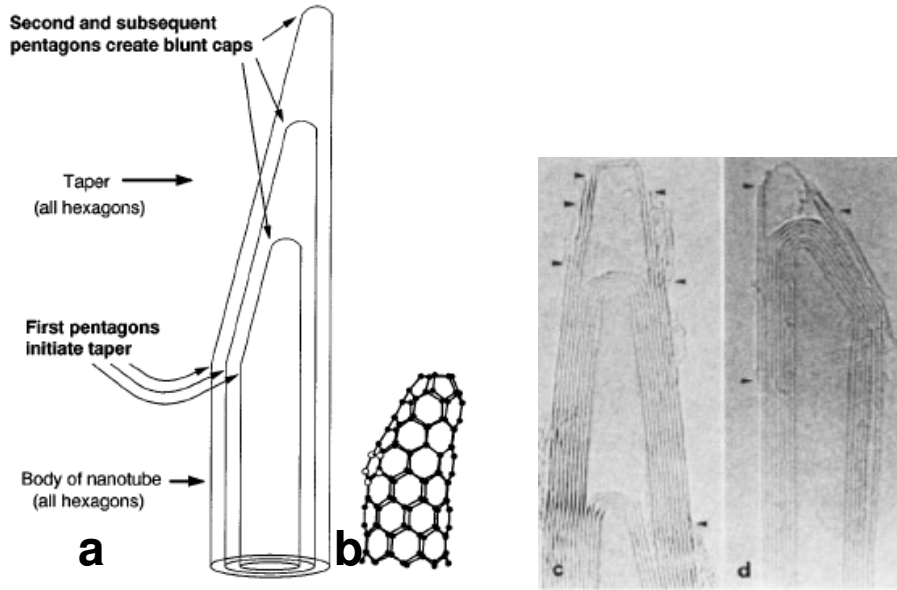 Second and subsequent
pentagons create blunt caps
Taper
(all hexagons)
First pentagons
initiate taper
Body of nanotube
(all hexagons)
a
b
c
d